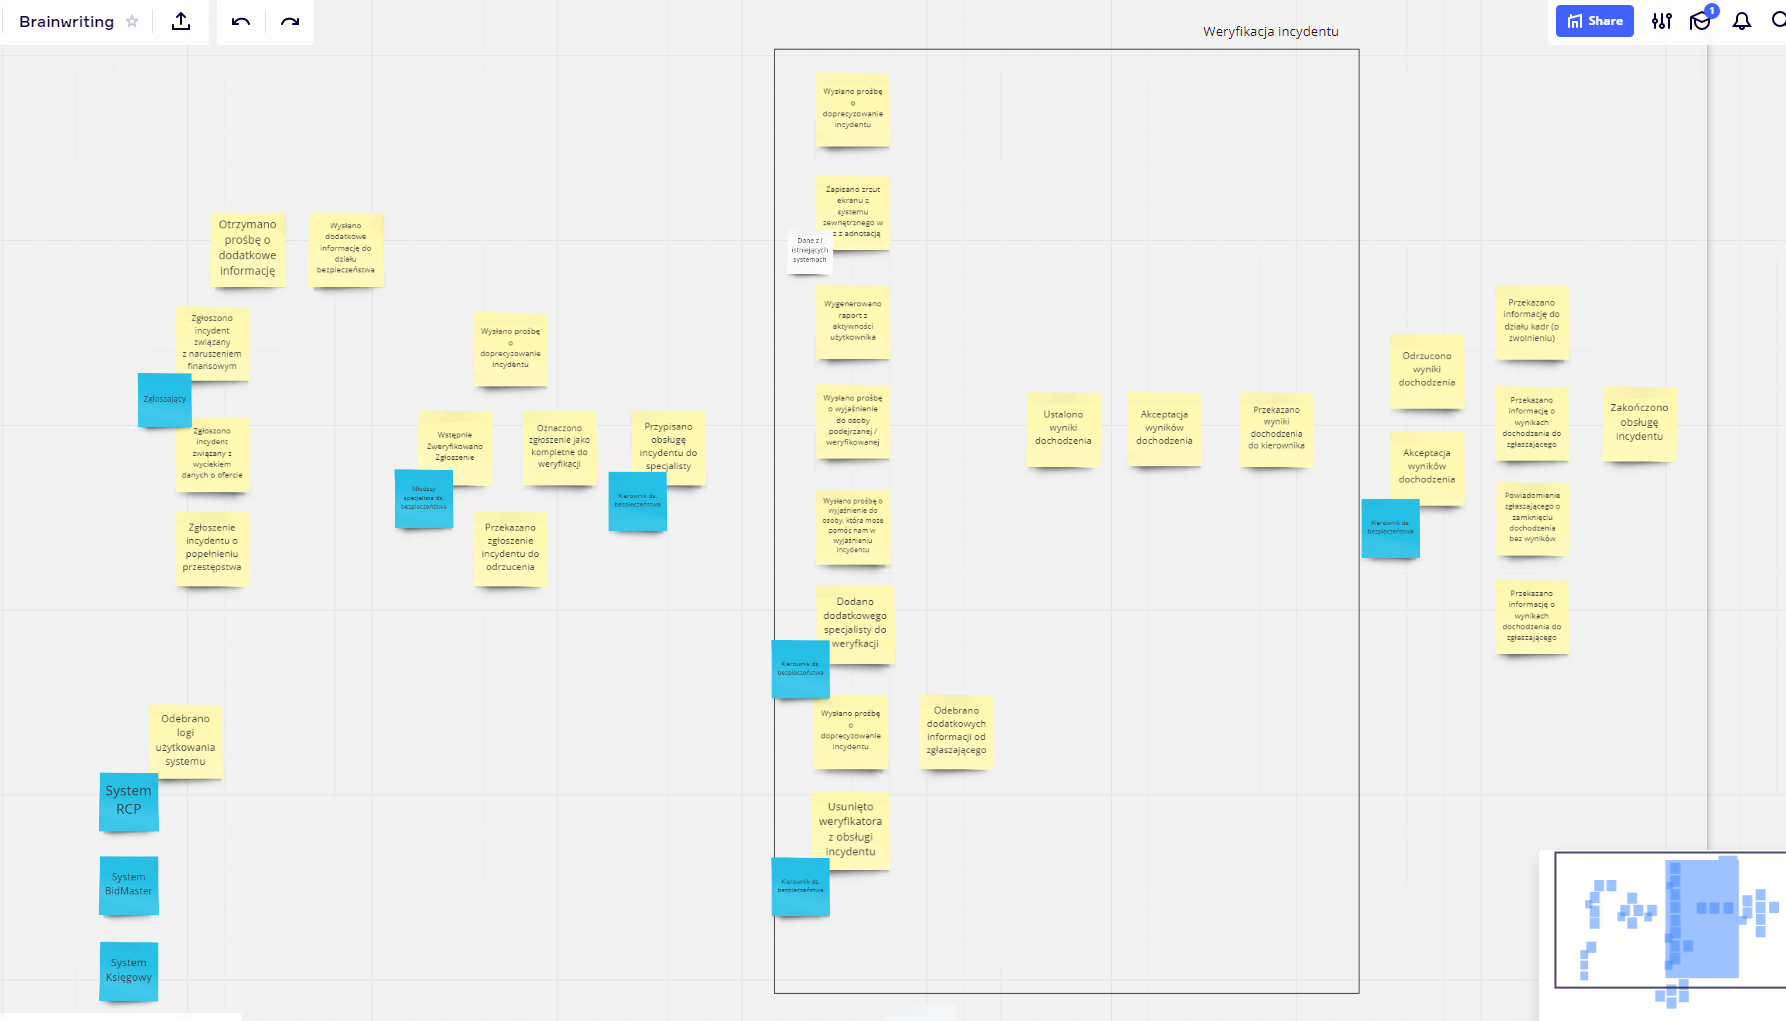 Brainwriting
Share
1
Weryfikacja incydentu
Otrzymano
prośbę o
dodatkowe
informację
Wysłano
dodatkowe
informację do
działu
bezpieczeństwa
Zgłoszono
incydent
związany
z naruszeniem
finansowym
Zgłaszający
Zgłoszono
incydent
związany z
wyciekiem
danych o ofercie
Zgłoszenie
incydentu o
popełnieniu
przestępstwa
Odebrano
logi
użytkowania
systemu
System
RCP
System
BidMaster
System
Księgowy
Wysłano prośbę
o
doprecyzowanie
incydentu
Wstępnie
Zweryfikowano
Zgłoszenie
Młodszy
specjalista ds.
bezpieczeńśtwa
Oznaczono
zgłoszenie jako
kompletne do
weryfikacji
Przypisano
obsługę
incydentu do
specjalisty
Kierownik ds.
bezpieczeństwa
Przekazano
zgłoszenie
incydentu do
odrzucenia
Wysłano prośbę
o
doprecyzowanie
incydentu
Zapisano zrzut
ekranu z
systemu
zewnętrznego w
z z adnotacją
Dane z i
istniejących
systemach
Wygenerowano
raport z
aktywności
użytkownika
Wysłano prośbę
o wyjaśnienie
do osoby
podejrzanej /
weryfikowanej
Wysłano prośbę o
wyjaśnienie do
osoby, która może
pomóc nam w
wyjaśnieniu
incydentu
Dodano
dodatkowego
specjalisty do
weryfkacji
Kierownik ds.
bezpieczeństwa
Wysłano prośbę
o
doprecyzowanie
incydentu
Odebrano
dodatkowych
informacji od
zgłaszającego
Usunięto
weryfikatora
z obsługi
incydentu
Kierownik ds.
bezpieczeństwa
Ustalono
wyniki
dochodzenia
Akceptacja
wyników
dochodzenia
Przekazano
wyniki
dochodzenia
do kierownika
Odrzucono
wyniki
dochodzenia
Akceptacja
wyników
dochodzenia
Kierownik ds.
bezpieczeństwa
Przekazano
informację do
działu kadr (o
zwolnieniu)
Przekazano
informację o
wynikach
dochodzenia do
zgłaszającego
Powiadomienie
zgłaszającego o
zamknięciu
dochodzenia
bez wyników
Przekazano
informację o
wynikach
dochodzenia do
zgłaszającego
Zakończono
obsługę
incydentu